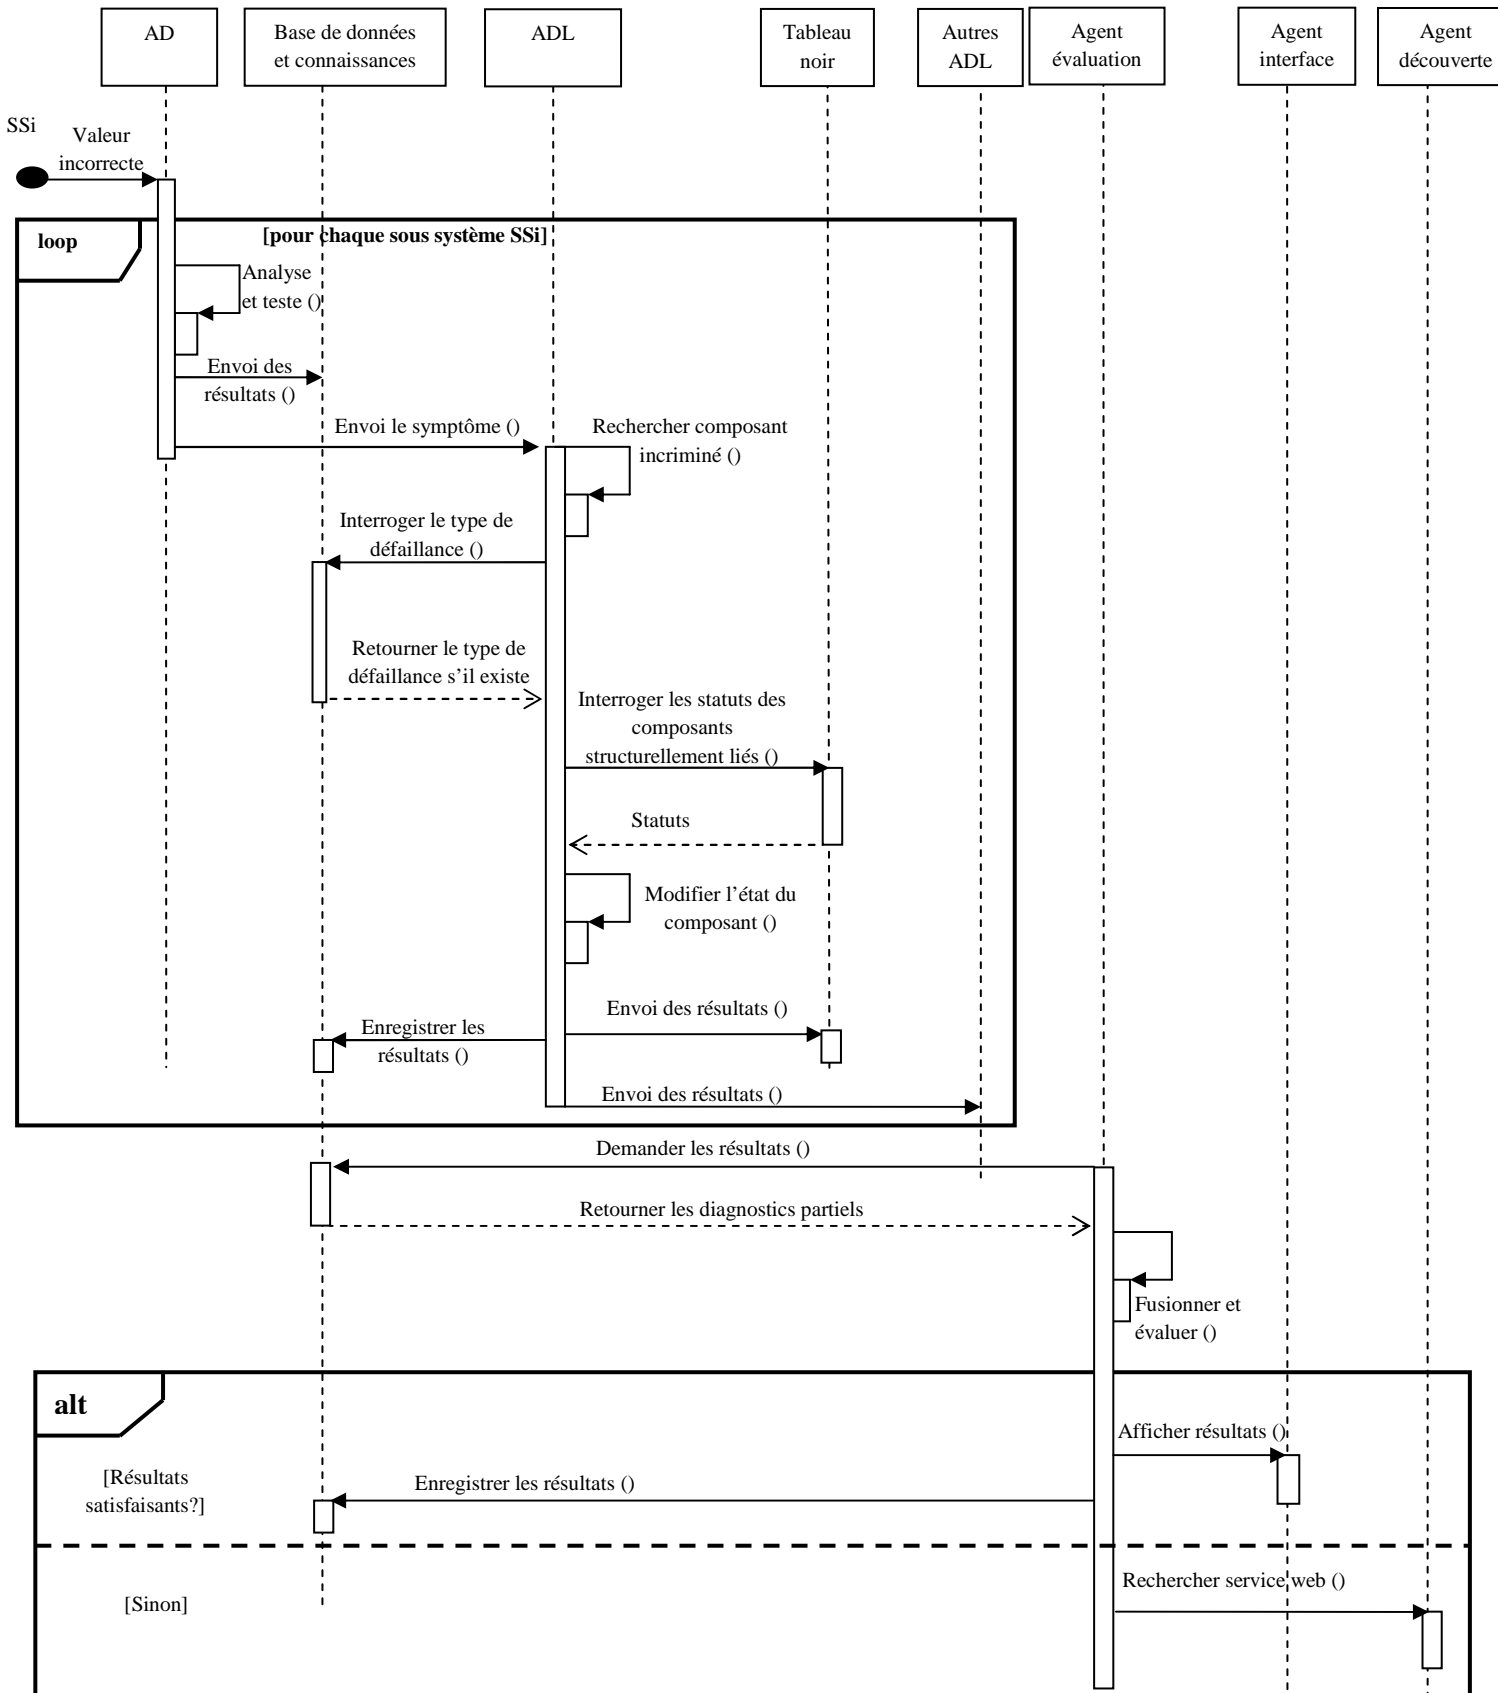 AD
Base de données
et connaissances
ADL
Tableau
noir
Autres
ADL
Agent
évaluation
Agent
interface
Agent
découverte
SSi
Valeur
incorrecte
loop
[pour chaque sous système SSi]
Analyse
et teste ()
Envoi des
résultats ()
Envoi le symptôme ()
Rechercher composant
incriminé ()
Interroger le type de
défaillance ()
Retourner le type de
défaillance s’il existe
Interroger les statuts des
composants
structurellement liés ()
Statuts
Modifier l’état du
composant ()
Envoi des résultats ()
Enregistrer les
résultats ()
Envoi des résultats ()
Demander les résultats ()
Retourner les diagnostics partiels
Fusionner et
évaluer ()
alt
Afficher résultats ()
[Résultats
satisfaisants?]
Enregistrer les résultats ()
Rechercher service web ()
[Sinon]